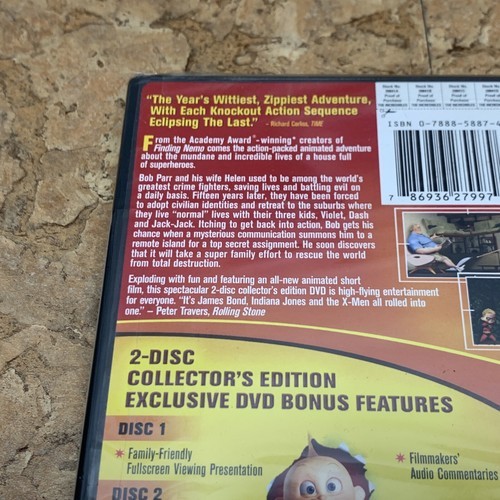 "The Year's Wittiest, Zippiest Adventure,
With Each Knockout Action Sequence
Eclipsing The Last." - Richard Corliss, TIME
From the Academy Award®-winning* creators of
Finding Nemo comes the action-packed animated adventure
about the mundane and incredible lives of a house full
of superheroes.
Bob Parr and his wife Helen used to be among the world's
greatest crime fighters, saving lives and battling evil on
a daily basis. Fifteen years later, they have been forced
to adopt civilian identities and retreat to the suburbs where
they live "normal" lives with their three kids, Violet, Dash
and Jack-Jack. Itching to get back into action, Bob gets his
chance when a mysterious communication summons him to a
remote island for a top secret assignment. He soon discovers
that it will take a super family effort to rescue the world
from total destruction.
Exploding with fun and featuring an all-new animated short
film, this spectacular 2-disc collector's edition DVD is high-flying entertainment
for everyone. "It's James Bond, Indiana Jones and the X-Men all rolled into
one." – Peter Travers, Rolling Stone
ISBN 0-7888-5887-4
7 86936 27997
2-DISC
COLLECTOR'S EDITION
EXCLUSIVE DVD BONUS FEATURES
DISC 1
Family-Friendly
Fullscreen Viewing Presentation
Filmmakers'
Audio Commentaries
DISC 2